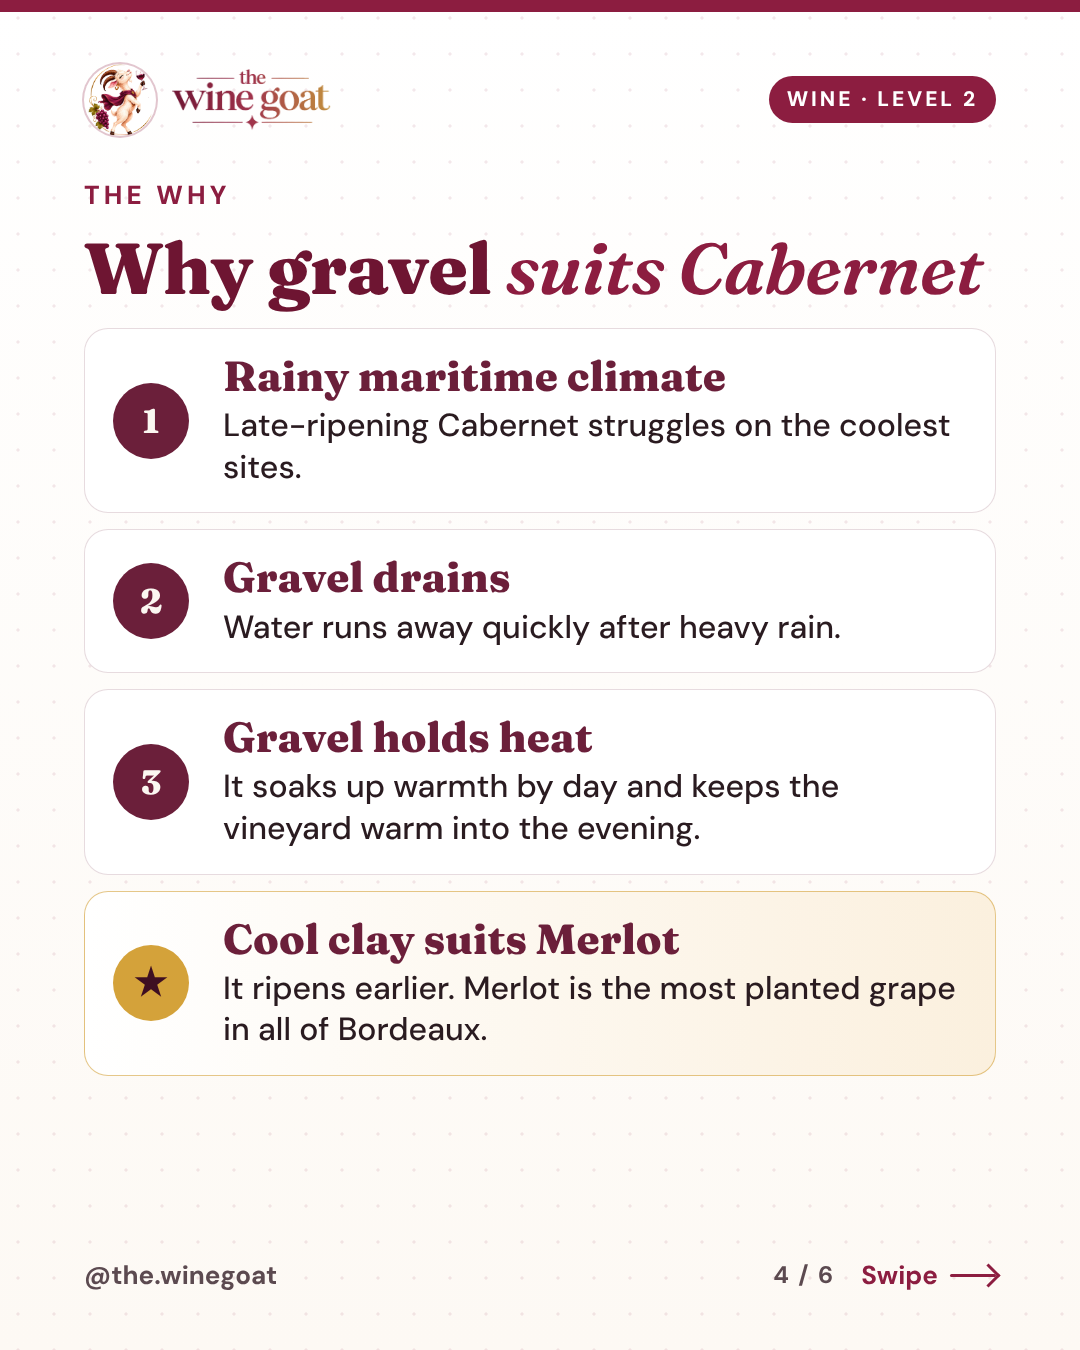 the
wine goat
WINE · LEVEL 2
THE WHY
Why gravel suits Cabernet
1
Rainy maritime climate
Late-ripening Cabernet struggles on the coolest
sites.
2
Gravel drains
Water runs away quickly after heavy rain.
3
Gravel holds heat
It soaks up warmth by day and keeps the
vineyard warm into the evening.
Cool clay suits Merlot
It ripens earlier. Merlot is the most planted grape
in all of Bordeaux.
@the.winegoat
4 / 6 Swipe